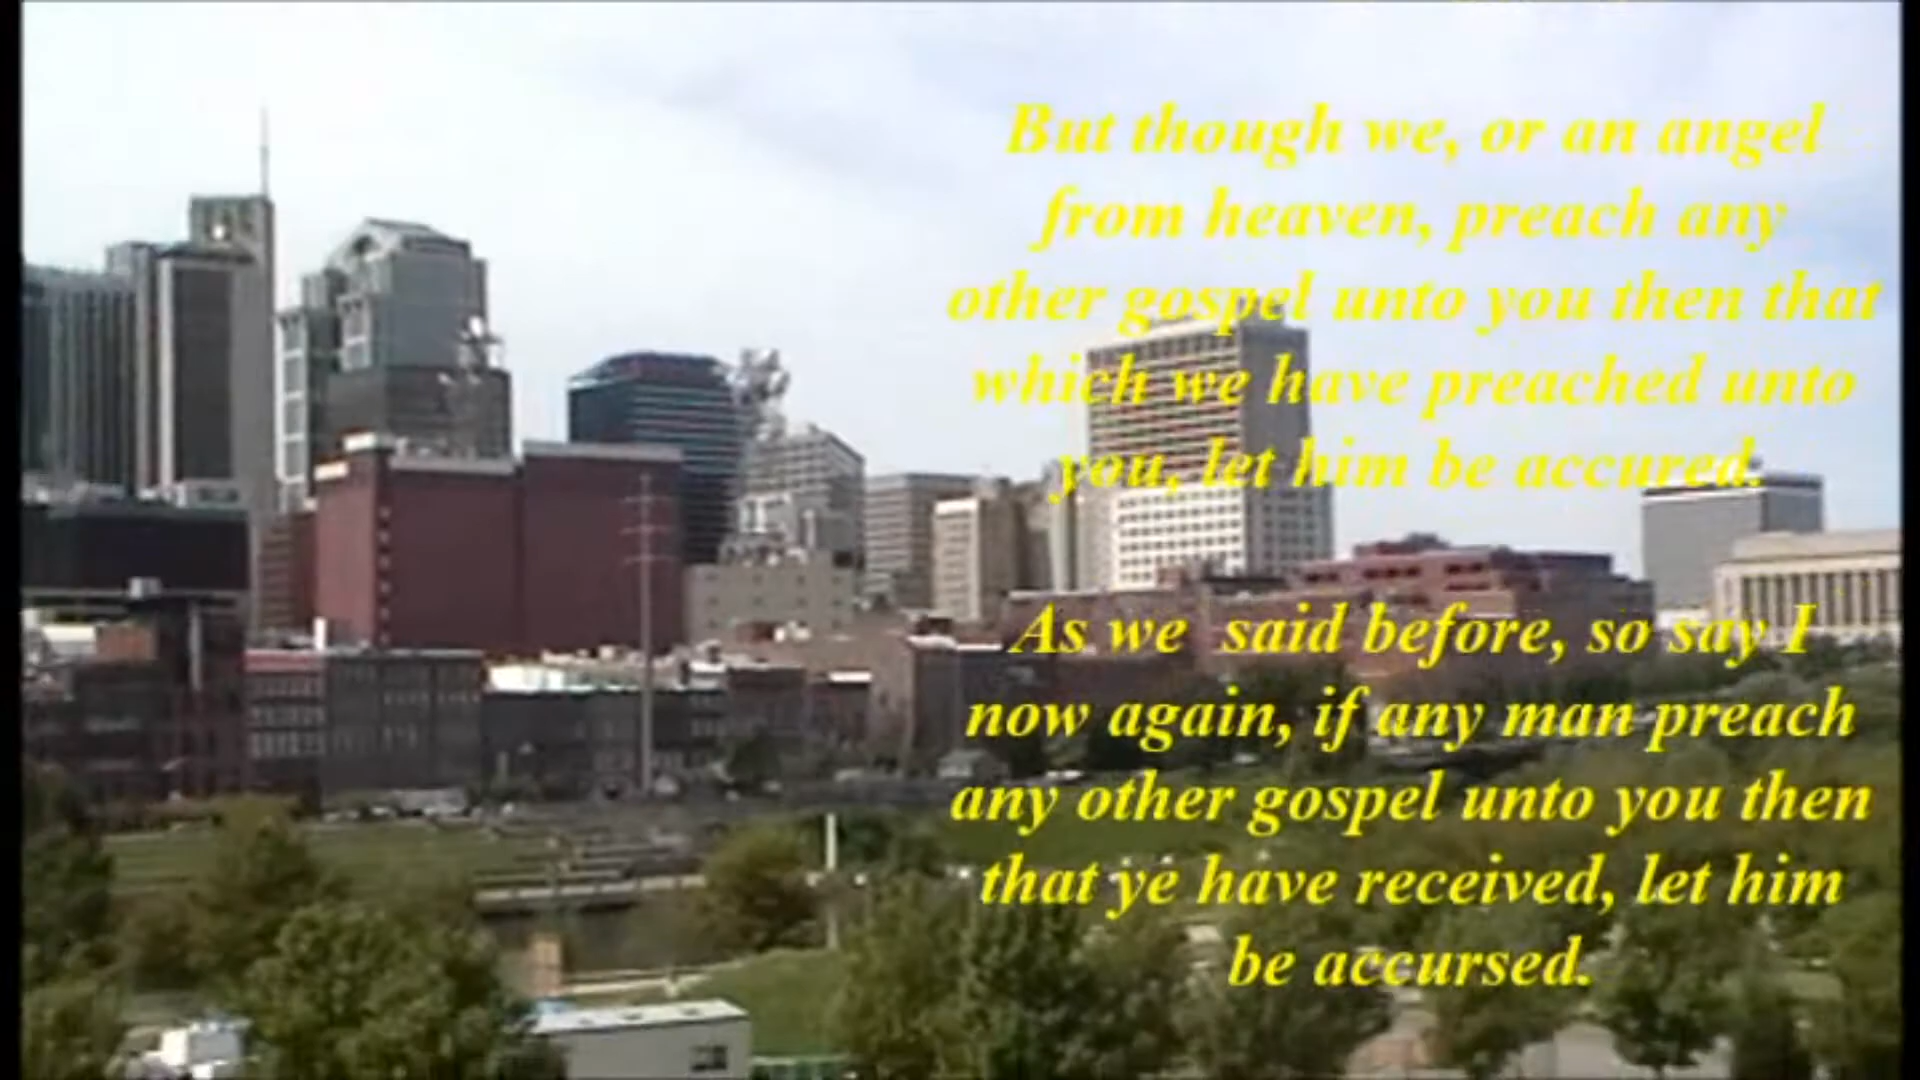 But though we, or an angel
from heaven, preach any
other gospel unto you then that
which we have preached unto
you, let him be accured.
As we said before, so say I
now again, if any man preach
any other gospel unto you then
that ye have received, let him
be accursed.